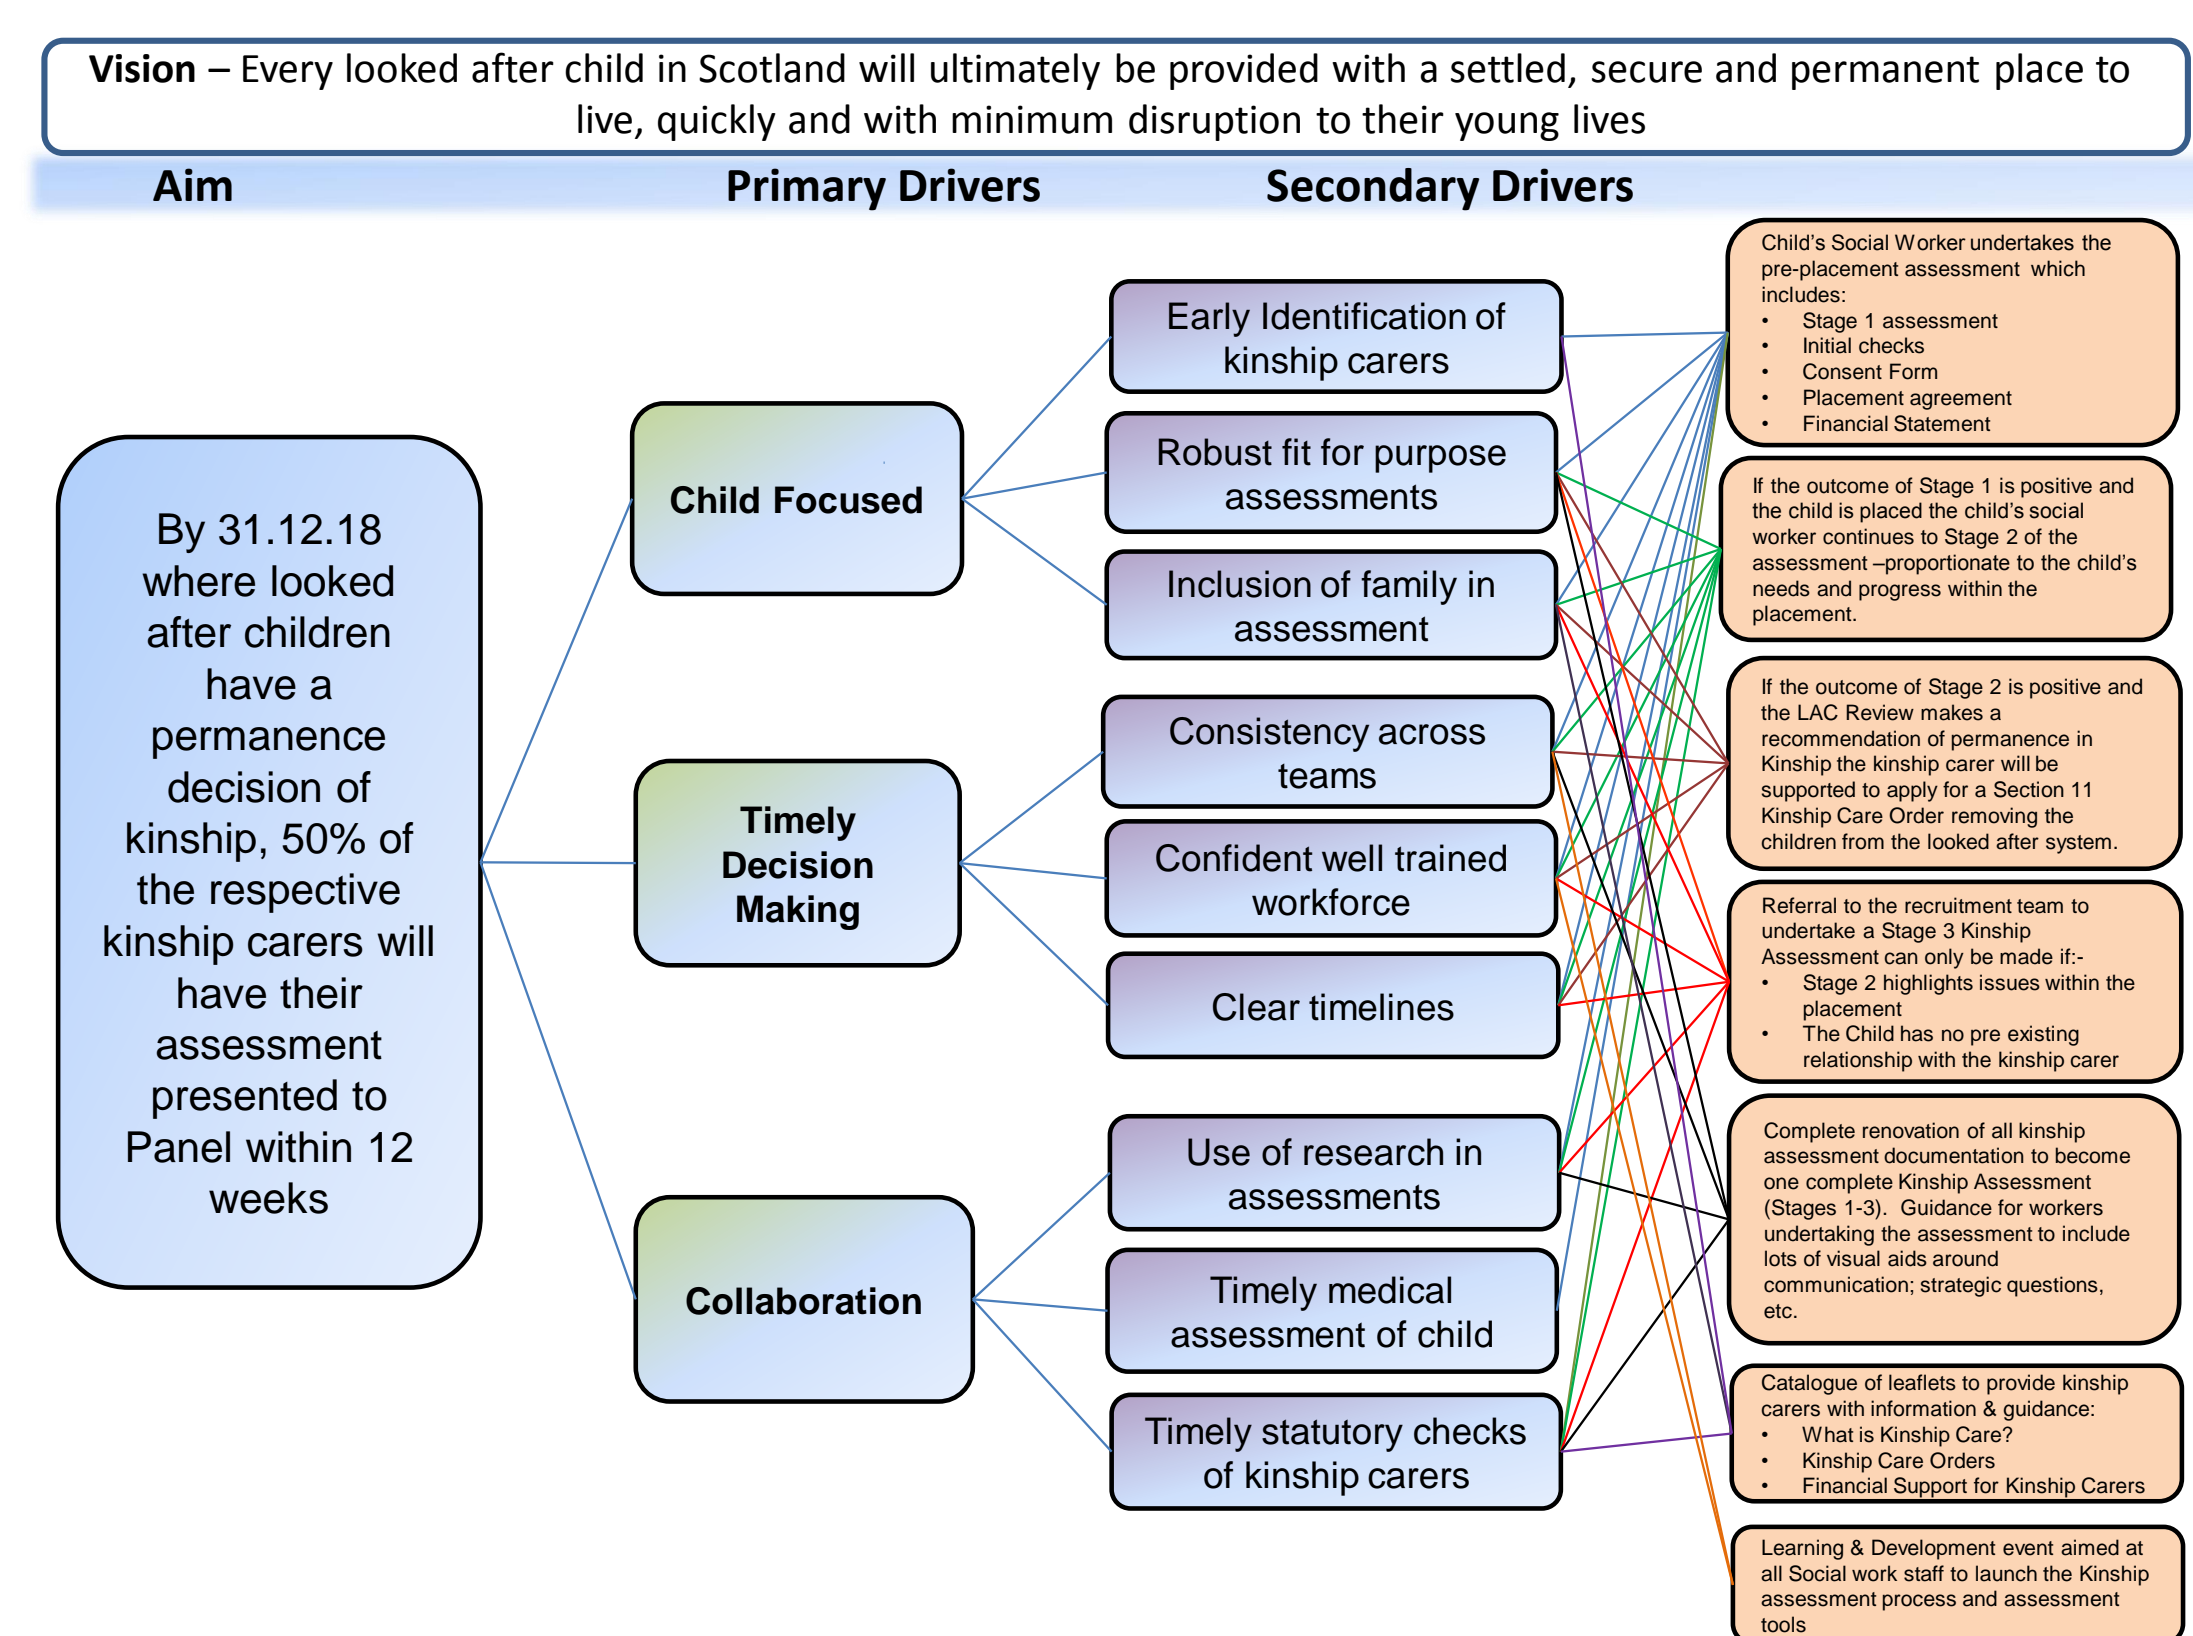 Vision – Every looked after child in Scotland will ultimately be provided with a settled, secure and permanent place to
live, quickly and with minimum disruption to their young lives
Aim
Primary Drivers
Secondary Drivers
By 31.12.18
where looked
after children
have a
permanence
decision of
kinship, 50% of
the respective
kinship carers will
have their
assessment
presented to
Panel within 12
weeks
Child Focused
Timely
Decision
Making
Collaboration
Early Identification of
kinship carers
Robust fit for purpose
assessments
Inclusion of family in
assessment
Consistency across
teams
Confident well trained
workforce
Clear timelines
Use of research in
assessments
Timely medical
assessment of child
Timely statutory checks
of kinship carers
Child's Social Worker undertakes the
pre-placement assessment which
includes:
• Stage 1 assessment
• Initial checks
• Consent Form
• Placement agreement
• Financial Statement
If the outcome of Stage 1 is positive and
the child is placed the child's social
worker continues to Stage 2 of the
assessment –proportionate to the child's
needs and progress within the
placement.
If the outcome of Stage 2 is positive and
the LAC Review makes a
recommendation of permanence in
Kinship the kinship carer will be
supported to apply for a Section 11
Kinship Care Order removing the
children from the looked after system.
Referral to the recruitment team to
undertake a Stage 3 Kinship
Assessment can only be made if:-
• Stage 2 highlights issues within the
placement
• The Child has no pre existing
relationship with the kinship carer
Complete renovation of all kinship
assessment documentation to become
one complete Kinship Assessment
(Stages 1-3). Guidance for workers
undertaking the assessment to include
lots of visual aids around
communication; strategic questions,
etc.
Catalogue of leaflets to provide kinship
carers with information & guidance:
• What is Kinship Care?
• Kinship Care Orders
• Financial Support for Kinship Carers
Learning & Development event aimed at
all Social work staff to launch the Kinship
assessment process and assessment
tools